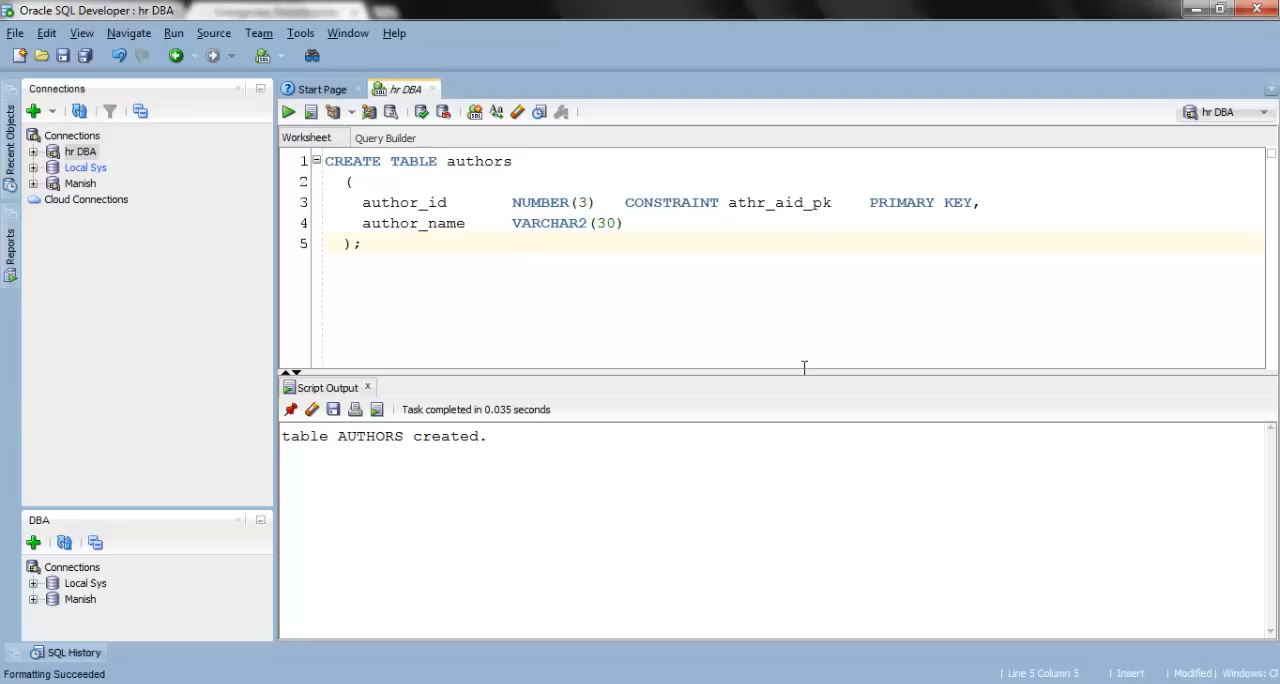 Oracle SQL Developer : hr DBA
File Edit View Navigate Run Source Team Tools Window Help
Connections
Start Page
hr DBA
hr DBA
Recent Objects
Reports
Worksheet Query Builder
Connections
hr DBA
Local Sys
Manish
Cloud Connections
1 CREATE TABLE authors
2 (
3 author_id NUMBER(3) CONSTRAINT athr_aid_pk PRIMARY KEY,
4 author_name VARCHAR2(30)
5 );
Script Output
Task completed in 0.035 seconds
table AUTHORS created.
DBA
Connections
Local Sys
Manish
SQL History
Formatting Succeeded
Line 5 Column 5 | Insert | Modified | Windows: C